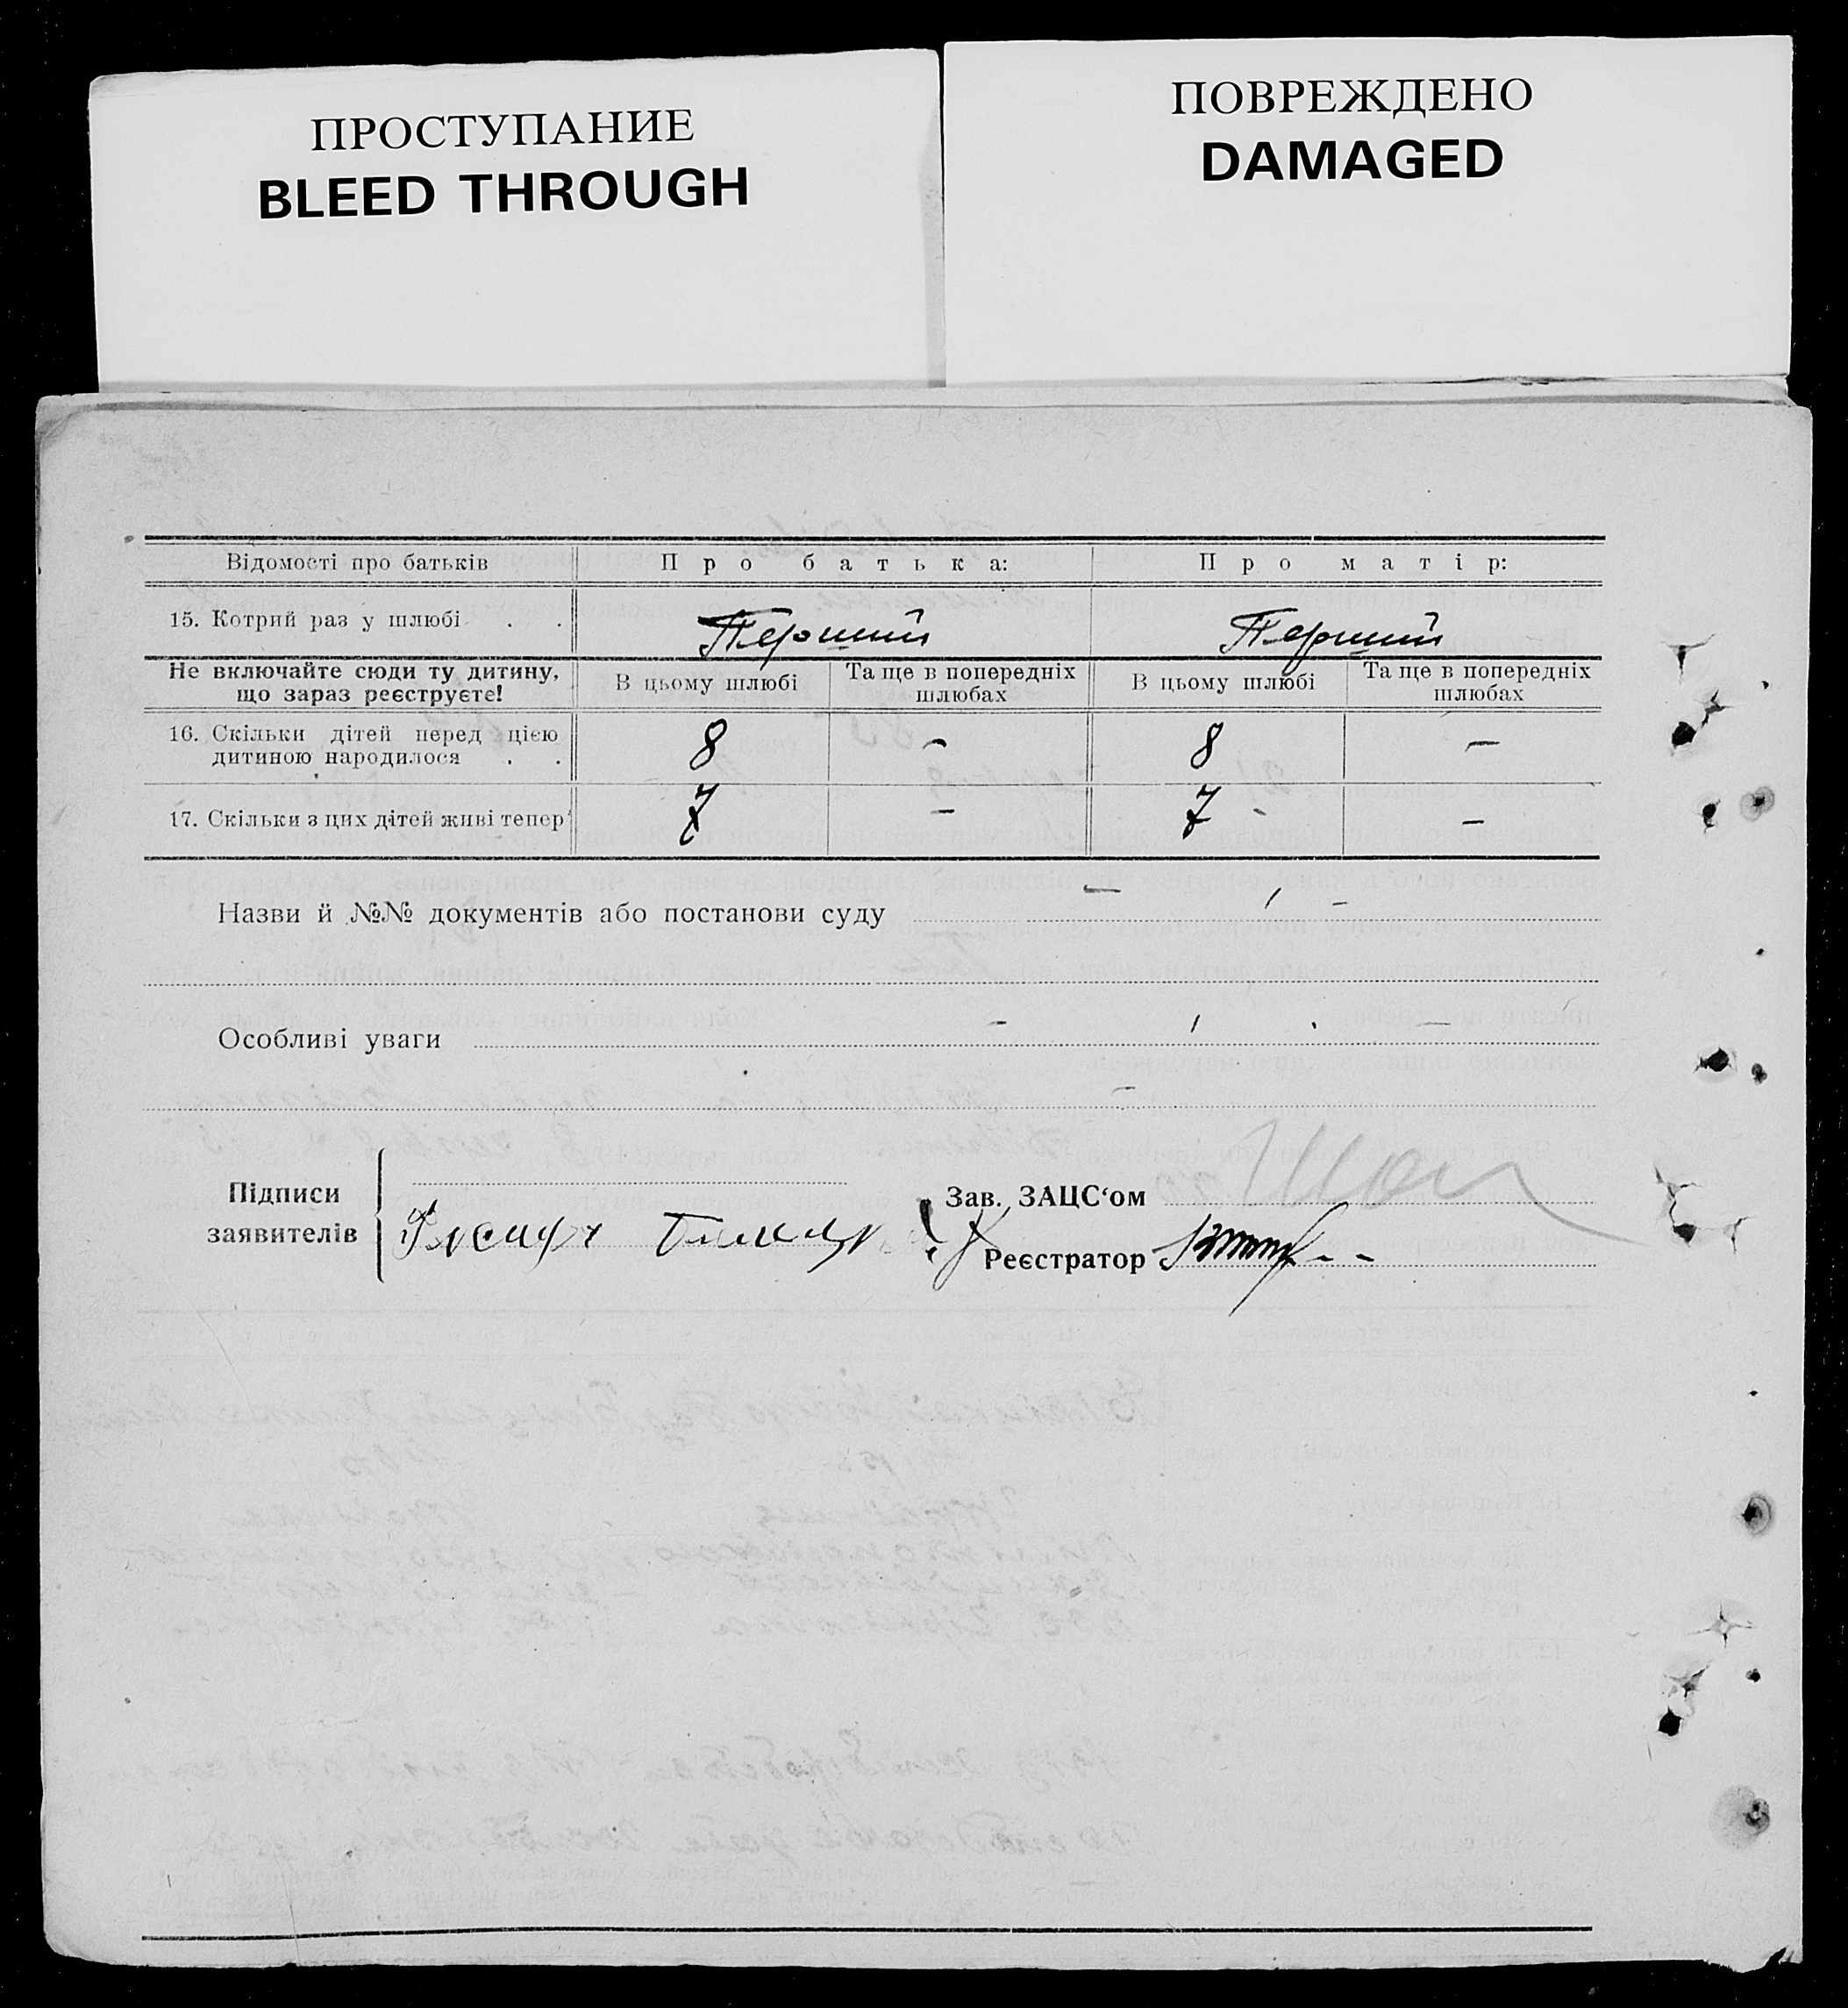 ПРОСТУПАНИЕ
BLEED THROUGH
ПОВРЕЖДЕНО
DAMAGED
Відомості про батьків Про батька: Про матір:
15. Котрий раз у шлюбі . . Перший Перший
Не включайте сюди ту дитину, що зараз реєструєте! В цьому шлюбі Та ще в попередніх шлюбах В цьому шлюбі Та ще в попередніх шлюбах
16. Скільки дітей перед цією дитиною народилося . . 8 — 8 —
17. Скільки з цих дітей живі тепер 7 — 7 —
Назви й №№ документів або постанови суду
Особливі уваги
Підписи заявителів
Зав. ЗАЦС‘ом
Реєстратор